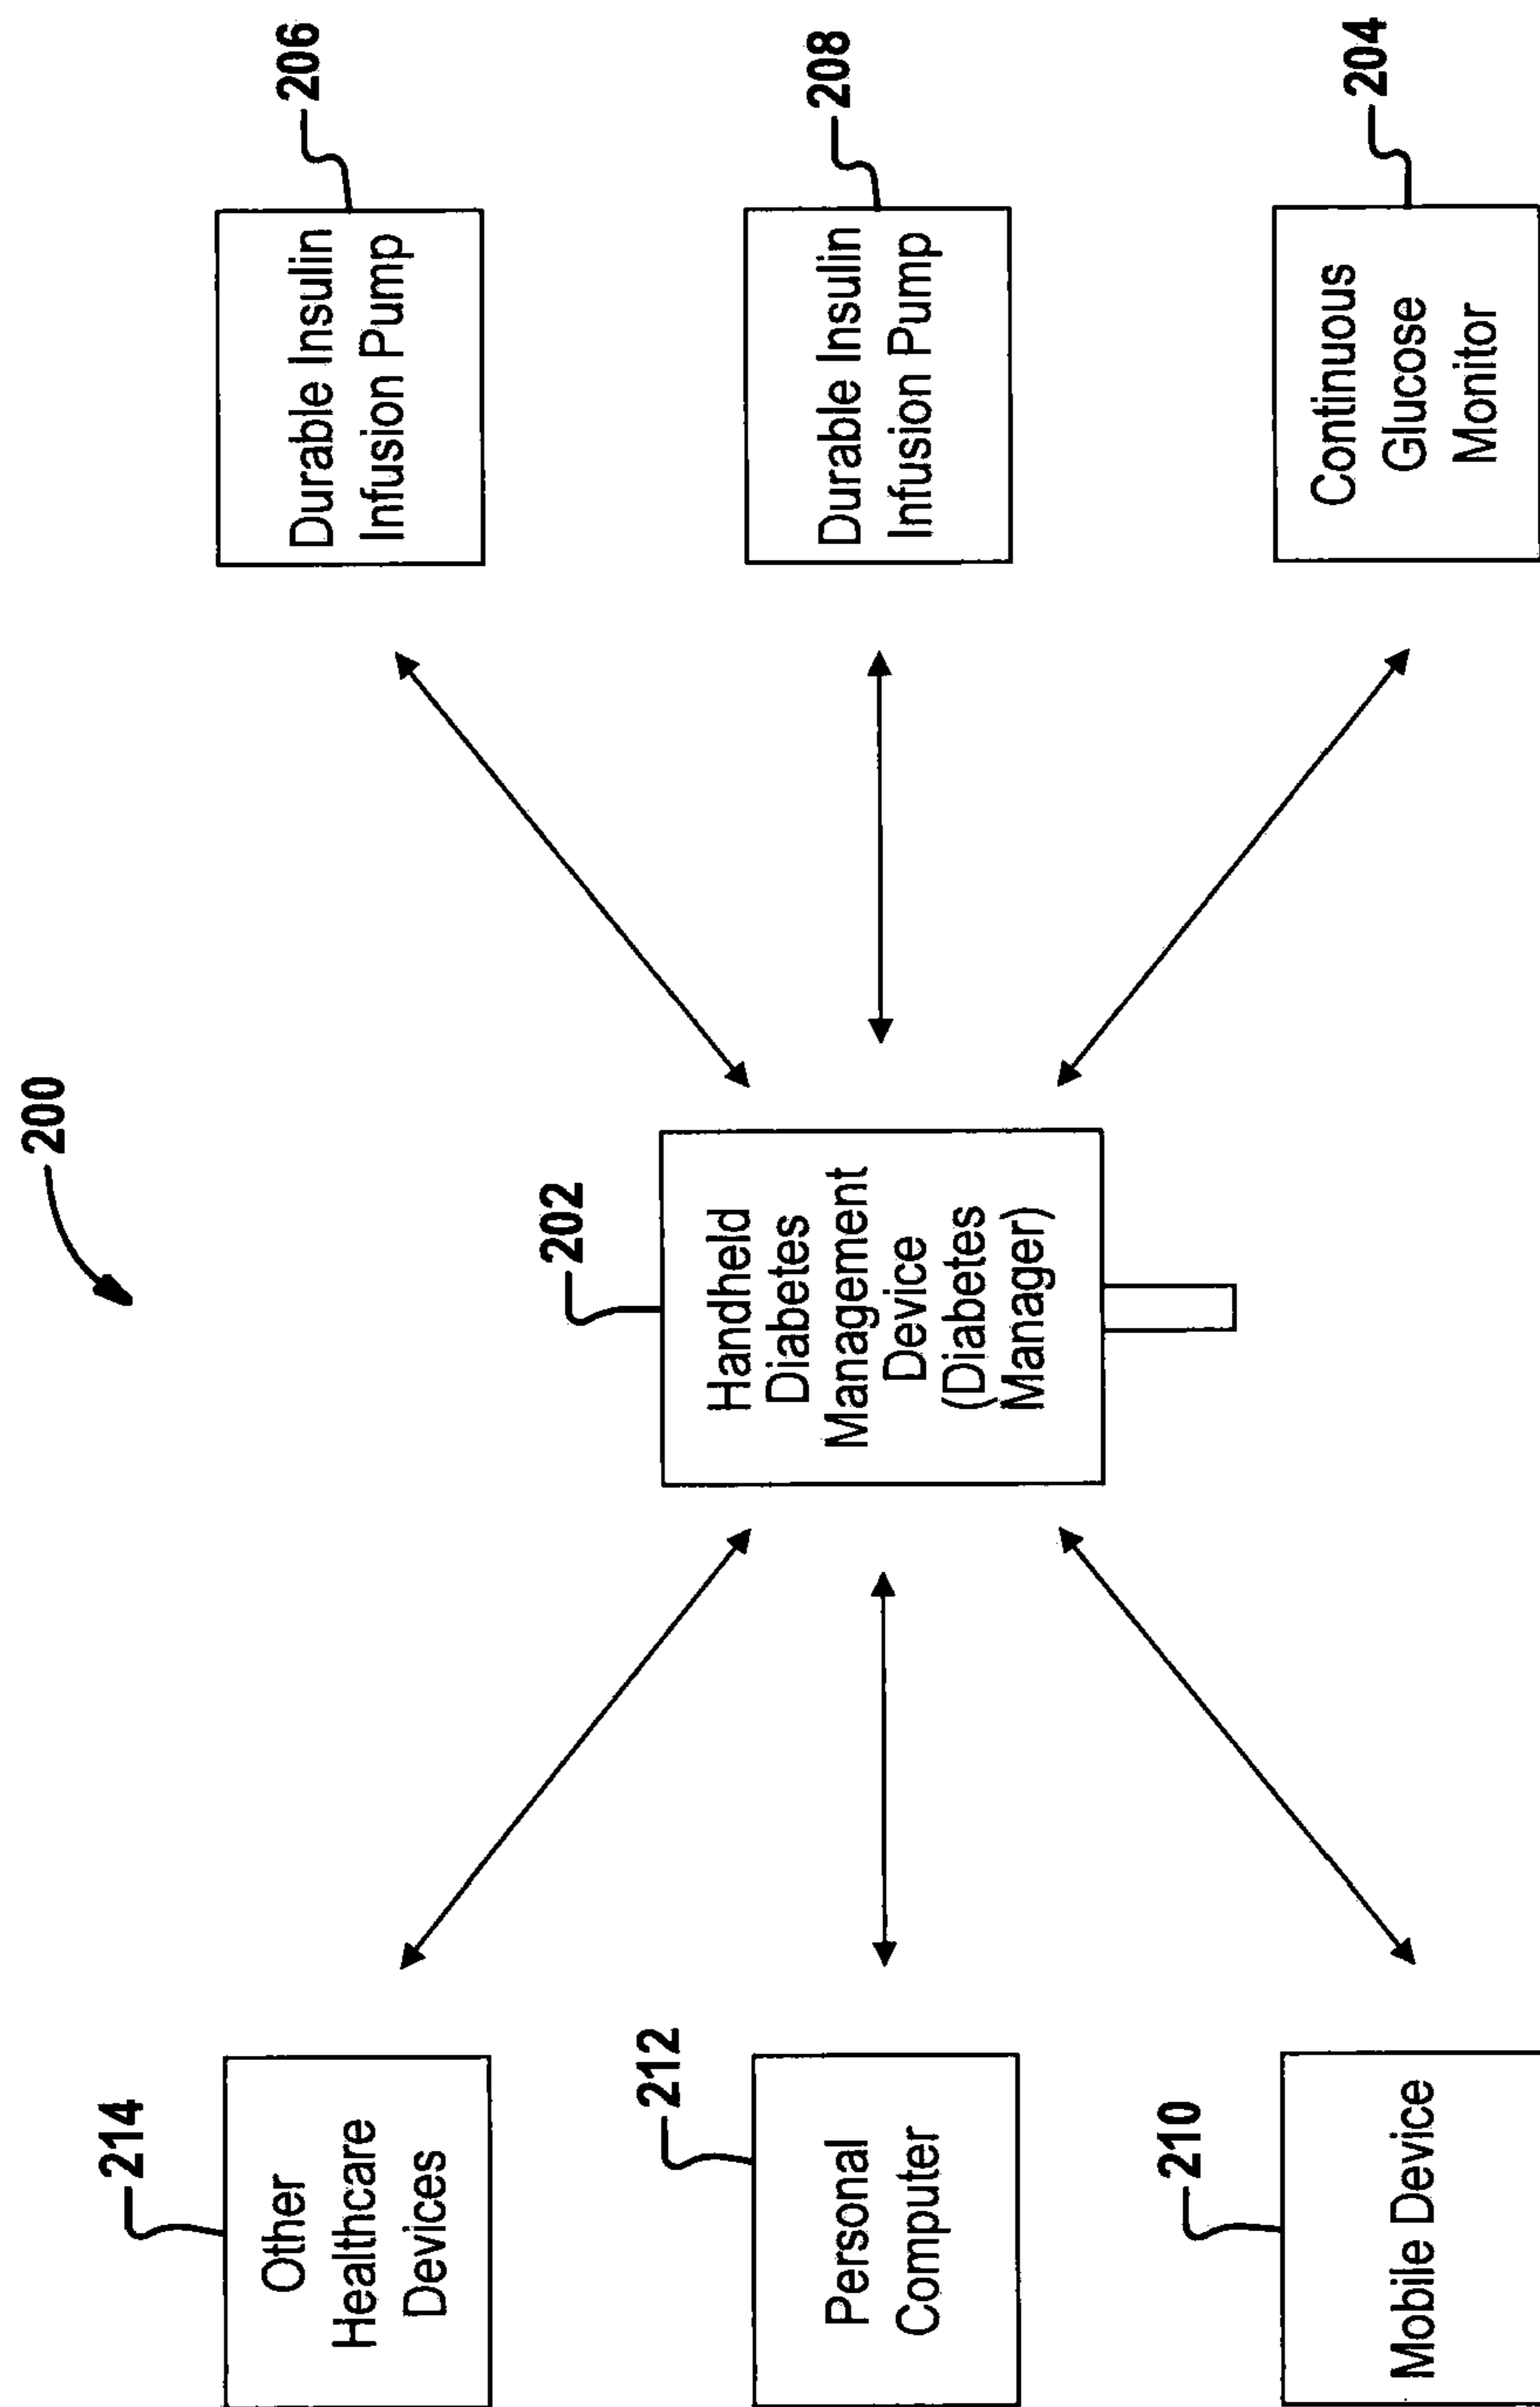 200
214
Other
Healthcare
Devices
212
Personal
Computer
210
Mobile Device
202
Handheld
Diabetes
Management
Device
(Diabetes
Manager)
206
Durable Insulin
Infusion Pump
208
Durable Insulin
Infusion Pump
204
Continuous
Glucose
Monitor